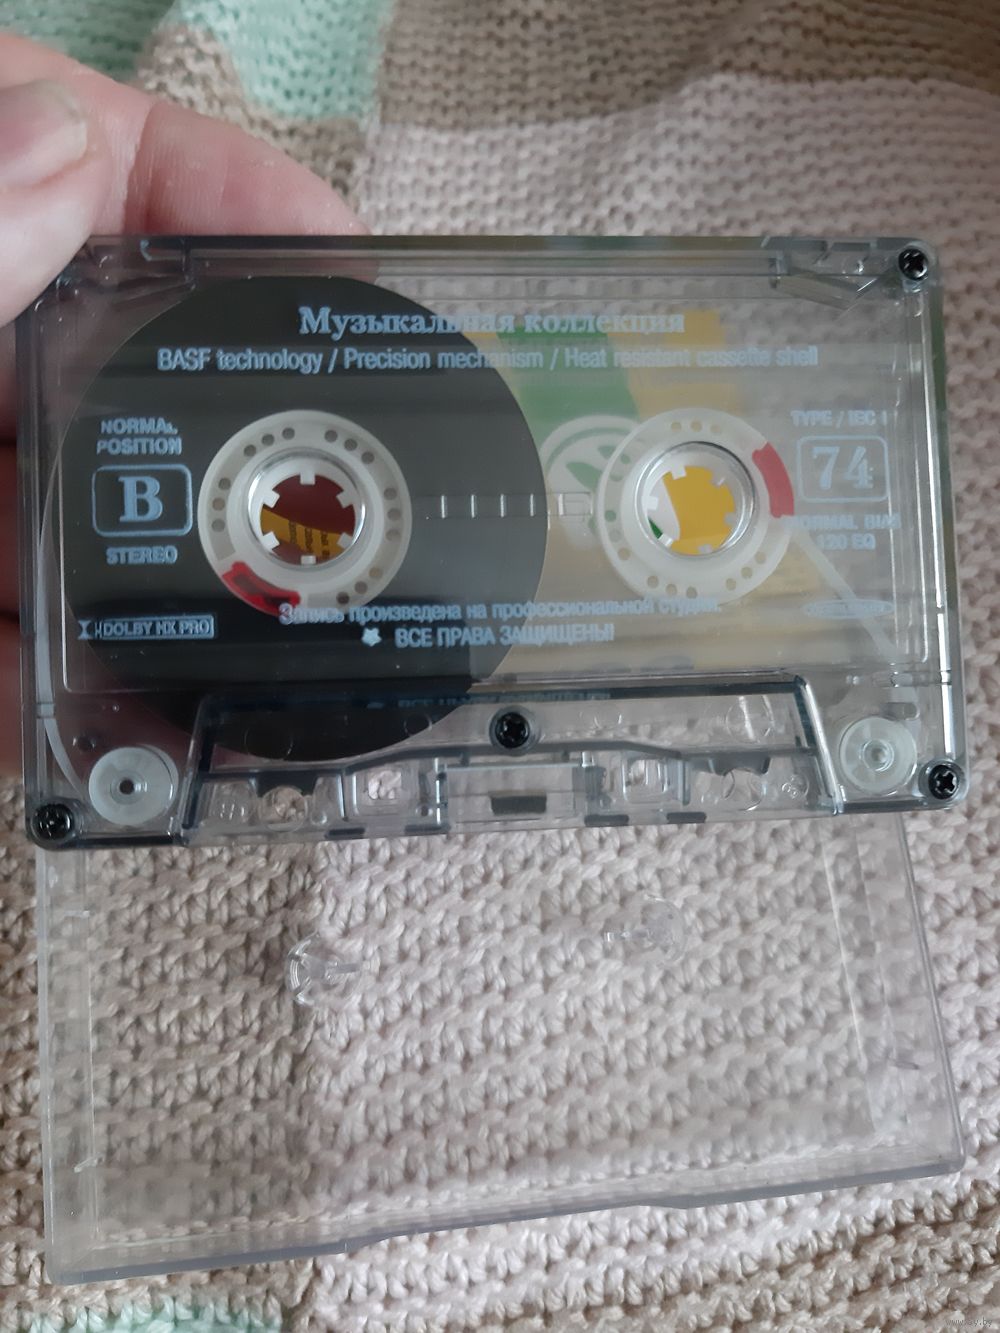 Музыкальная коллекция
BASF technology / Precision mechanism / Heat resistant cassette shell
NORMAL
POSITION
B
STEREO
TYPE / IEC I
74
NORMAL BIAS
120 EQ
Запись произведена на профессиональной студии.
ВСЕ ПРАВА ЗАЩИЩЕНЫ!
DOLBY HX PRO